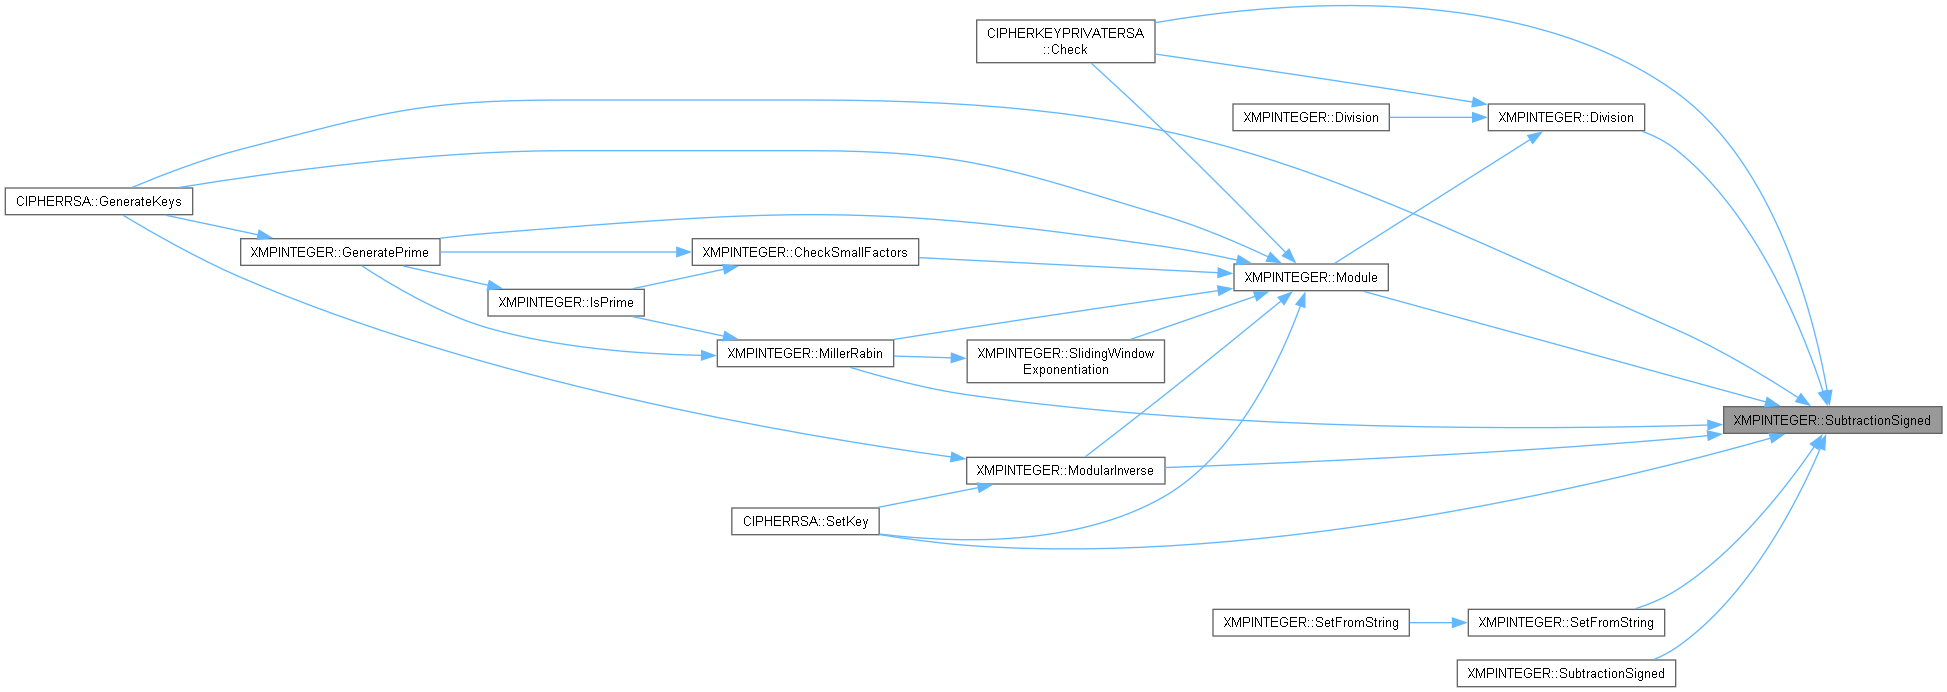 CIPHERKEYPRIVATERSA
::Check
XMPINTEGER::Division
XMPINTEGER::Division
CIPHERRSA::GenerateKeys
XMPINTEGER::GeneratePrime
XMPINTEGER::CheckSmallFactors
XMPINTEGER::Module
XMPINTEGER::IsPrime
XMPINTEGER::MillerRabin
XMPINTEGER::SlidingWindow
Exponentiation
XMPINTEGER::SubtractionSigned
XMPINTEGER::ModularInverse
CIPHERRSA::SetKey
XMPINTEGER::SetFromString
XMPINTEGER::SetFromString
XMPINTEGER::SubtractionSigned